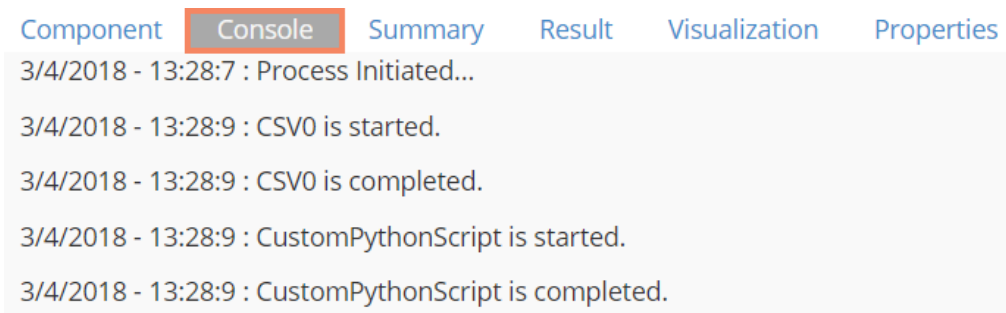 Component Console Summary Result Visualization Properties
3/4/2018 - 13:28:7 : Process Initiated...
3/4/2018 - 13:28:9 : CSV0 is started.
3/4/2018 - 13:28:9 : CSV0 is completed.
3/4/2018 - 13:28:9 : CustomPythonScript is started.
3/4/2018 - 13:28:9 : CustomPythonScript is completed.